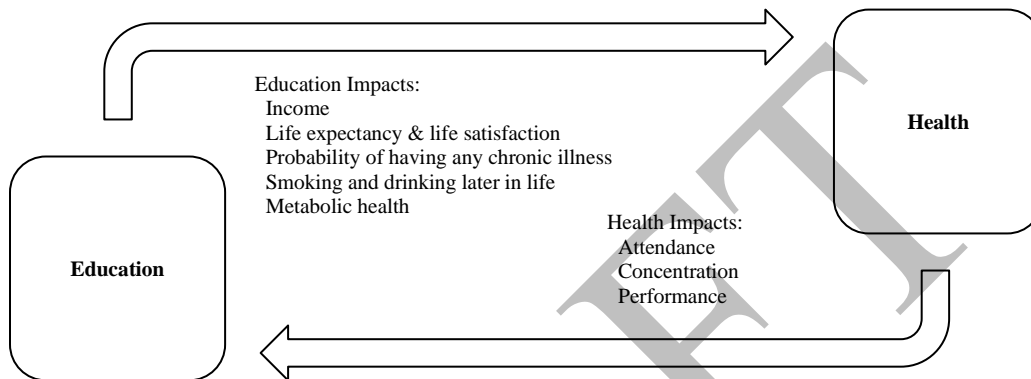 Education Impacts:
Income
Life expectancy & life satisfaction
Probability of having any chronic illness
Smoking and drinking later in life
Metabolic health
Health
Health Impacts:
Attendance
Concentration
Performance
Education
FT